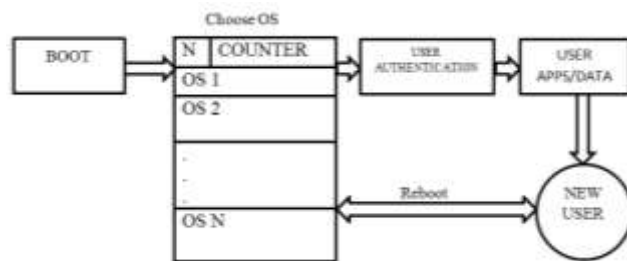 Choose OS
BOOT
N COUNTER
OS 1
OS 2
.
.
.
OS N
USER
AUTHENTICATION
USER
APPS/DATA
Reboot
NEW
USER